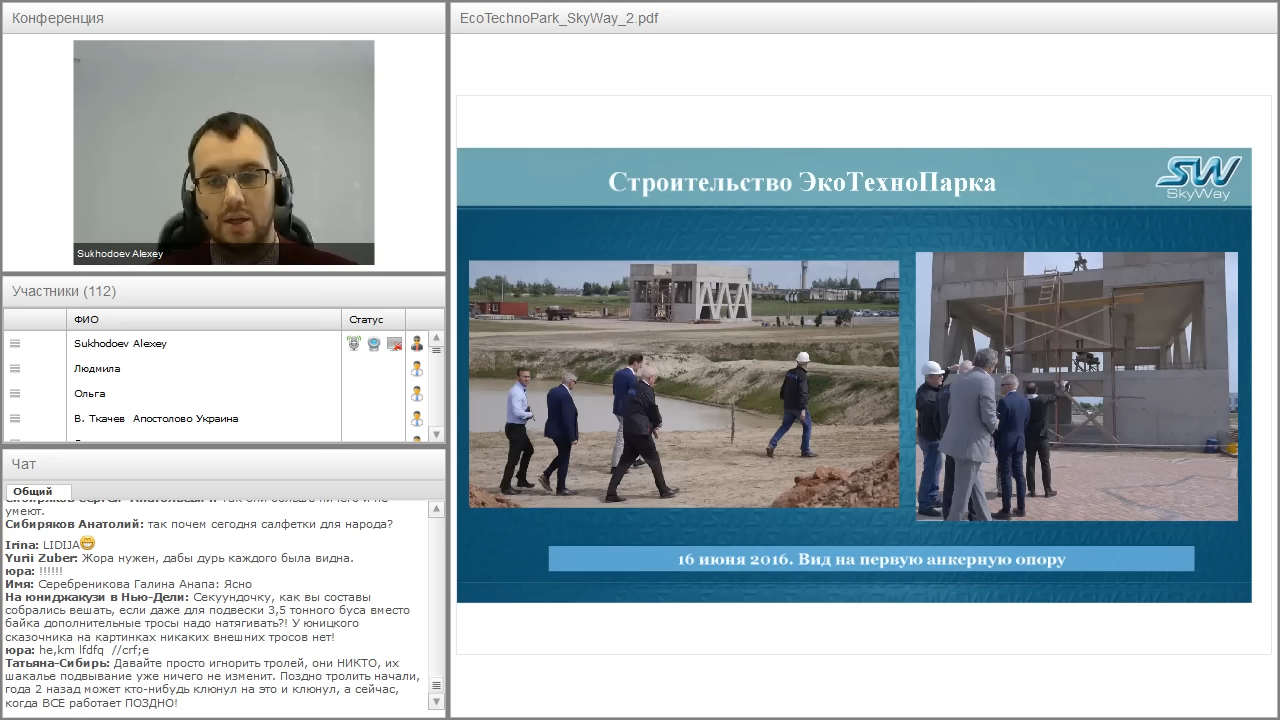 Конференция
Sukhodoev Alexey
Участники (112)
ФИО
Статус
Sukhodoev Alexey
Людмила
Ольга
В. Ткачев Апостолово Украина
Чат
Общий
Сибиряков Сергей Анатольевич: так они больше ничего и не
умеют.
Сибиряков Анатолий: так почем сегодня салфетки для народа?
Irina: LIDIJA
Yurii Zuber: Жора нужен, дабы дурь каждого была видна.
юра: !!!!!!
Имя: Серебреникова Галина Анапа: Ясно
На юниджакузи в Нью-Дели: Секуундочку, как вы составы
собрались вешать, если даже для подвески 3,5 тонного буса вместо
байка дополнительные тросы надо натягивать?! У юницкого
сказочника на картинках никаких внешних тросов нет!
юра: he,km lfdfq //crf;e
Татьяна-Сибирь: Давайте просто игнорить тролей, они НИКТО, их
шакалье подвывание уже ничего не изменит. Поздно тролить начали,
года 2 назад может кто-нибудь клюнул на это и клюнул, а сейчас,
когда ВСЕ работает ПОЗДНО!
EcoTechnoPark_SkyWay_2.pdf
Строительство ЭкоТехноПарка
SW
SkyWay
16 июня 2016. Вид на первую анкерную опору